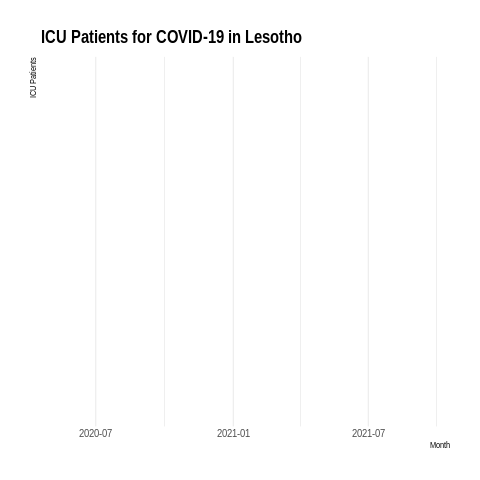 ICU Patients for COVID-19 in Lesotho
ICU Patients
2020-07
2021-01
2021-07
Month